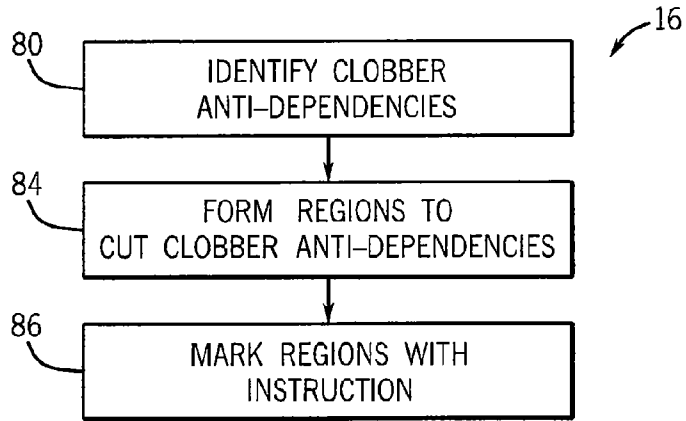 16
80
IDENTIFY CLOBBER
ANTI–DEPENDENCIES
84
FORM REGIONS TO
CUT CLOBBER ANTI–DEPENDENCIES
86
MARK REGIONS WITH
INSTRUCTION